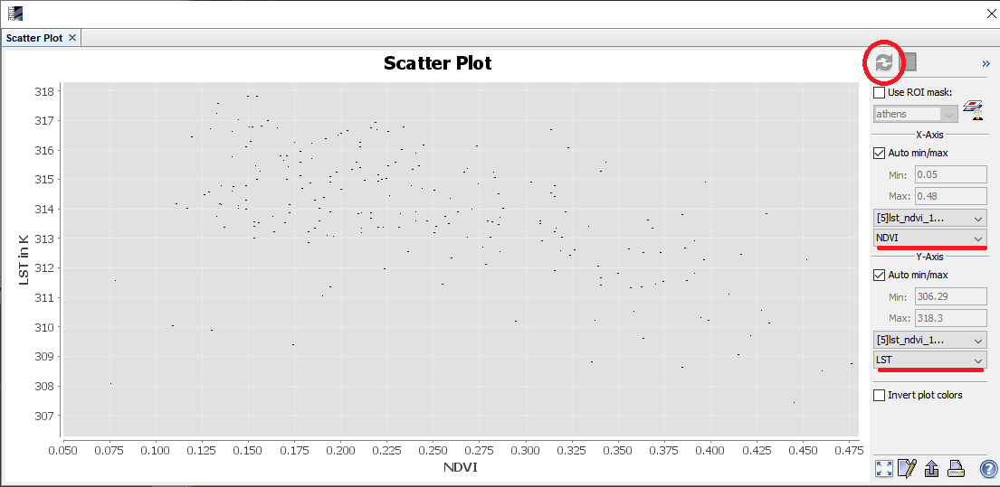 Scatter Plot
Scatter Plot
LST in K
318
317
316
315
314
313
312
311
310
309
308
307
0.050 0.075 0.100 0.125 0.150 0.175 0.200 0.225 0.250 0.275 0.300 0.325 0.350 0.375 0.400 0.425 0.450 0.475
NDVI
»
Use ROI mask:
athens
X-Axis
Auto min/max
Min: 0.05
Max: 0.48
[5]lst_ndvi_1...
NDVI
Y-Axis
Auto min/max
Min: 306.29
Max: 318.3
[5]lst_ndvi_1...
LST
Invert plot colors
?